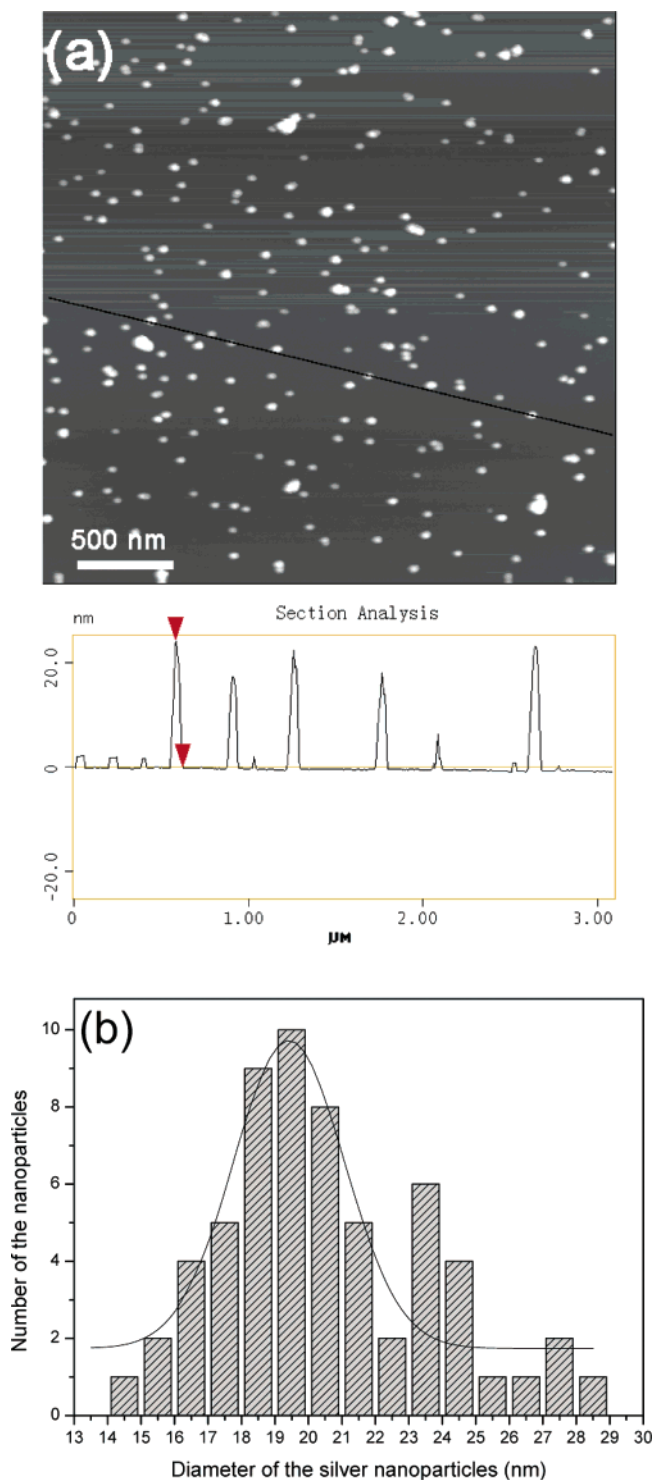 (a)
500 nm
Section Analysis
nm
20.0
0
-20.0
0 1.00 2.00 3.00
μM
(b)
10
8
6
4
2
0
Number of the nanoparticles
13 14 15 16 17 18 19 20 21 22 23 24 25 26 27 28 29 30
Diameter of the silver nanoparticles (nm)